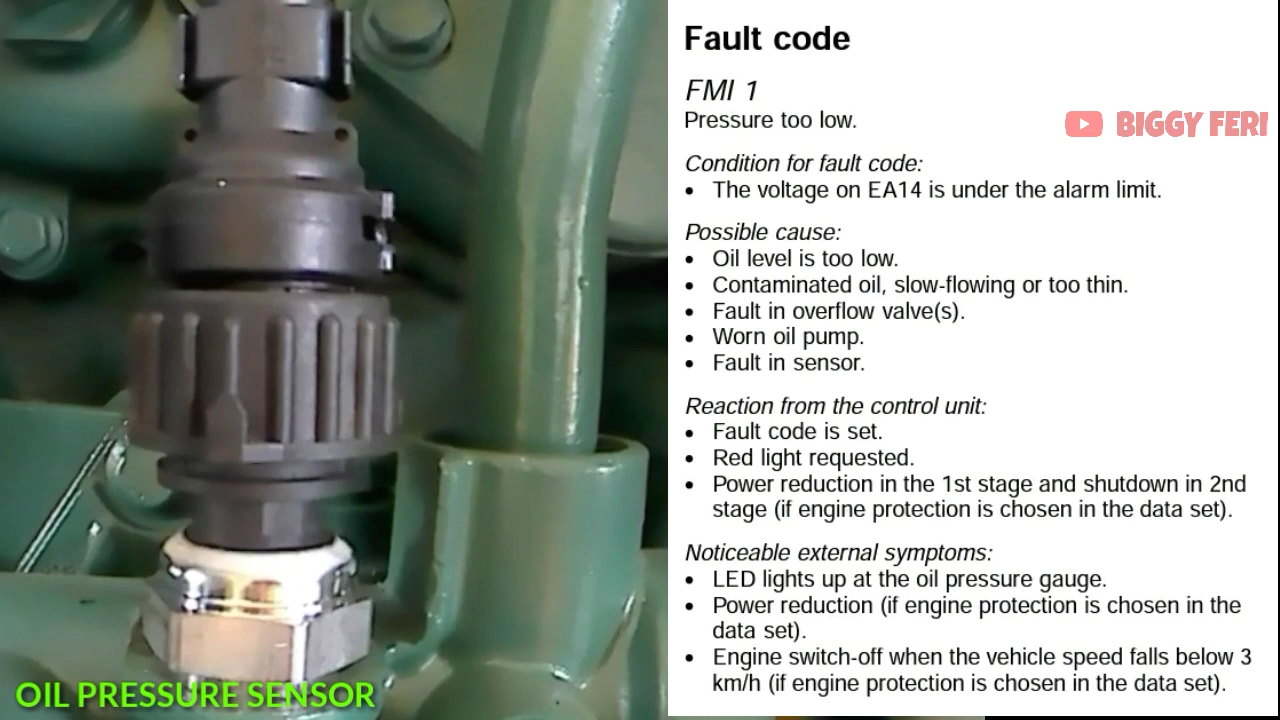 Fault code
FMI 1
Pressure too low.
BIGGY FERI
Condition for fault code:
• The voltage on EA14 is under the alarm limit.
Possible cause:
• Oil level is too low.
• Contaminated oil, slow-flowing or too thin.
• Fault in overflow valve(s).
• Worn oil pump.
• Fault in sensor.
Reaction from the control unit:
• Fault code is set.
• Red light requested.
• Power reduction in the 1st stage and shutdown in 2nd
stage (if engine protection is chosen in the data set).
Noticeable external symptoms:
• LED lights up at the oil pressure gauge.
• Power reduction (if engine protection is chosen in the
data set).
• Engine switch-off when the vehicle speed falls below 3
km/h (if engine protection is chosen in the data set).
OIL PRESSURE SENSOR